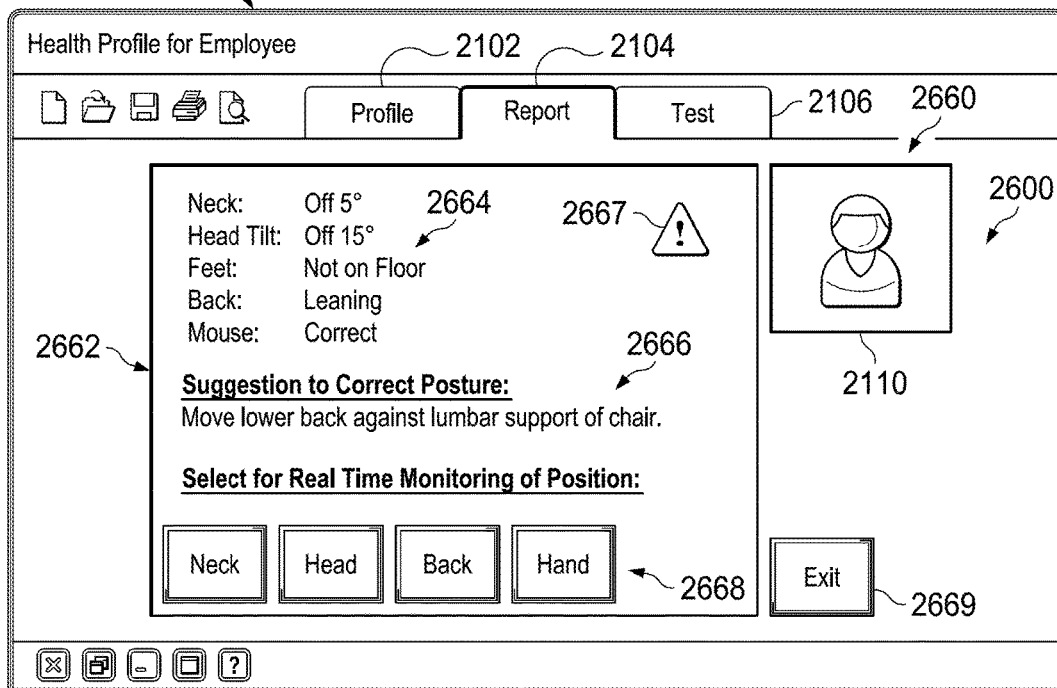 Health Profile for Employee
2102
2104
Profile
Report
Test
2106
2660
2600
Neck: Off 5°
2664
2667
!
Head Tilt: Off 15°
Feet: Not on Floor
Back: Leaning
Mouse: Correct
2662
2666
2110
Suggestion to Correct Posture:
Move lower back against lumbar support of chair.
Select for Real Time Monitoring of Position:
Neck
Head
Back
Hand
2668
Exit
2669
?